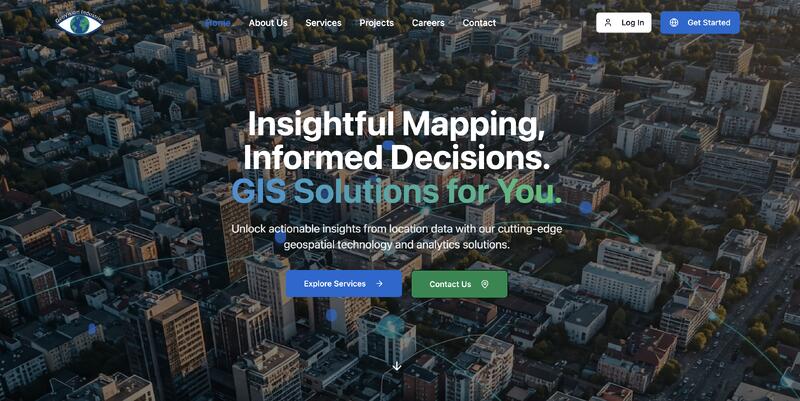 GeoVision Industries
Home
About Us
Services
Projects
Careers
Contact
Log In
Get Started
Insightful Mapping,
Informed Decisions.
GIS Solutions for You.
Unlock actionable insights from location data with our cutting-edge
geospatial technology and analytics solutions.
Explore Services
Contact Us